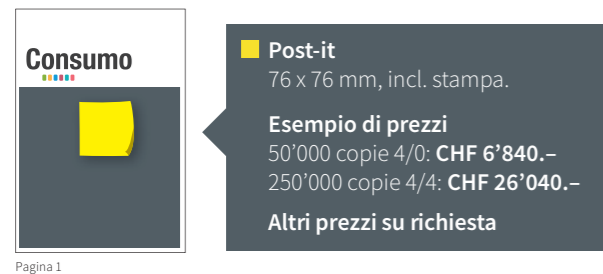 Consumo
Pagina 1
Post-it
76 x 76 mm, incl. stampa.
Esempio di prezzi
50’000 copie 4/0: CHF 6’840.–
250’000 copie 4/4: CHF 26’040.–
Altri prezzi su richiesta